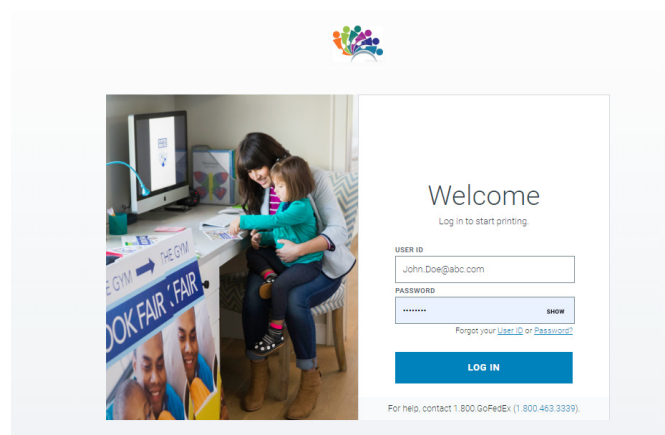 Welcome
Log in to start printing.
USER ID
John.Doe@abc.com
PASSWORD
•••••••• SHOW
Forgot your User ID or Password?
LOG IN
For help, contact 1.800.GoFedEx (1.800.463.3339).
THE GYM
E GYM
OOK FAIR
FAIR